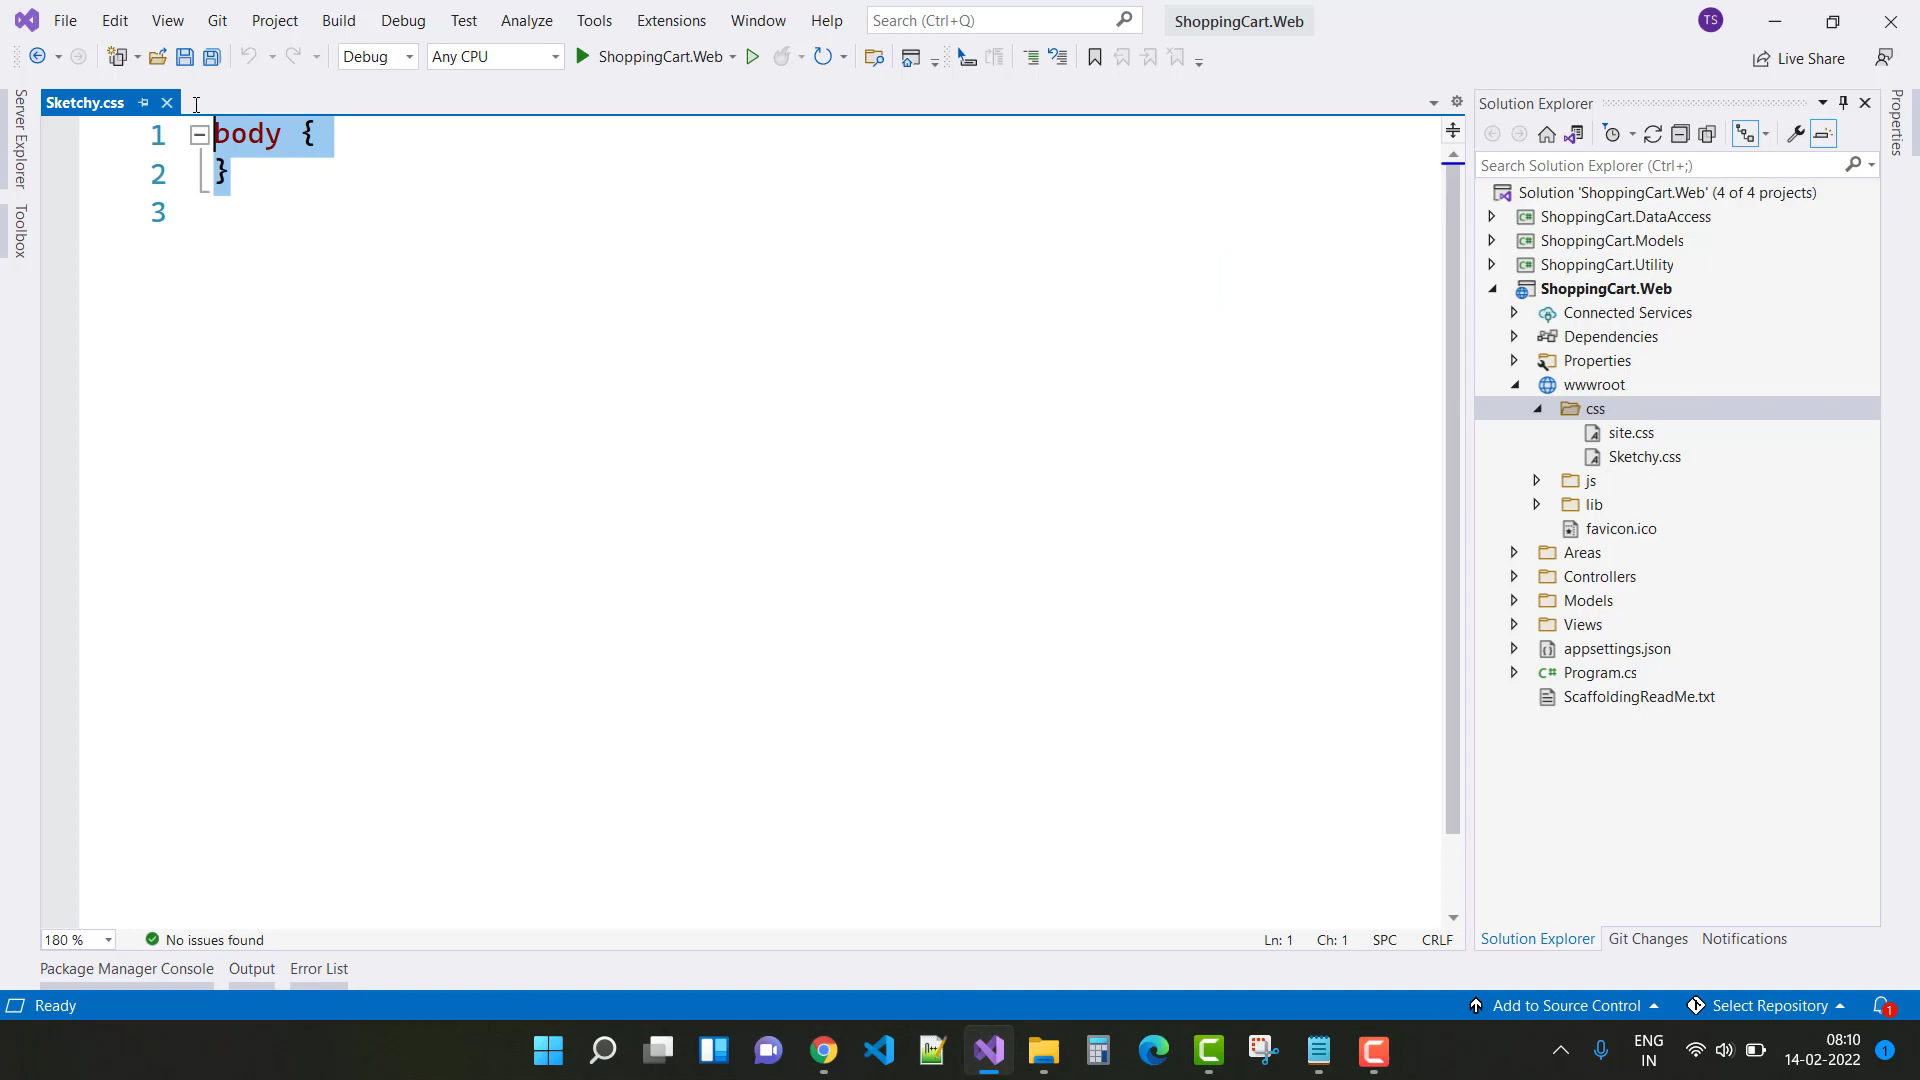 File Edit View Git Project Build Debug Test Analyze Tools Extensions Window Help Search (Ctrl+Q) ShoppingCart.Web TS
Debug Any CPU ShoppingCart.Web Live Share
Server Explorer
Toolbox
Sketchy.css
1 body {
2 }
3
180 % No issues found Ln: 1 Ch: 1 SPC CRLF
Solution Explorer
Search Solution Explorer (Ctrl+;)
Solution 'ShoppingCart.Web' (4 of 4 projects)
ShoppingCart.DataAccess
ShoppingCart.Models
ShoppingCart.Utility
ShoppingCart.Web
Connected Services
Dependencies
Properties
wwwroot
css
site.css
Sketchy.css
js
lib
favicon.ico
Areas
Controllers
Models
Views
appsettings.json
C# Program.cs
ScaffoldingReadMe.txt
Solution Explorer Git Changes Notifications
Properties
Package Manager Console Output Error List
Ready Add to Source Control Select Repository 1
ENG
IN
08:10
14-02-2022
1